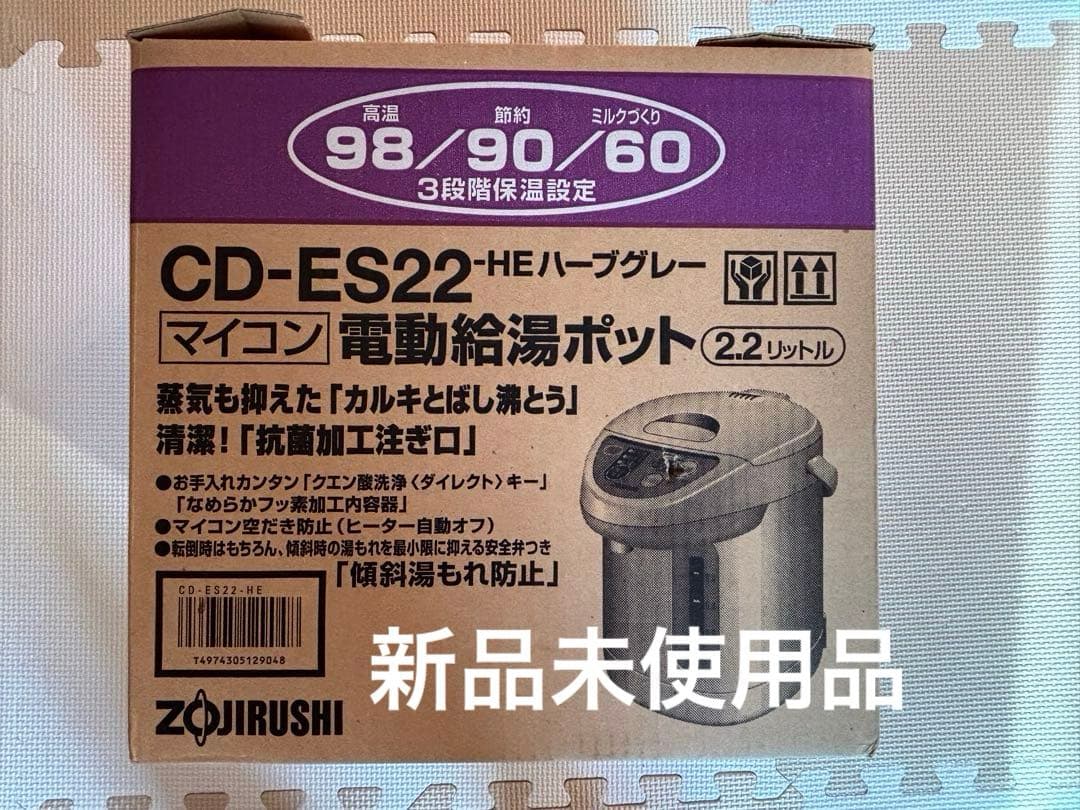 高温 節約 ミルクづくり
98/90/60
3段階保温設定
CD-ES22-HEハーブグレー
マイコン 電動給湯ポット 2.2リットル
蒸気も抑えた「カルキとばし沸とう」
清潔!「抗菌加工注ぎ口」
●お手入れカンタン「クエン酸洗浄〈ダイレクト〉キー」
「なめらかフッ素加工内容器」
●マイコン空だき防止(ヒーター自動オフ)
●転倒時はもちろん、傾斜時の湯もれを最小限に抑える安全弁つき
「傾斜湯もれ防止」
CD-ES22-HE
T4974305129048
新品未使用品
ZOJIRUSHI